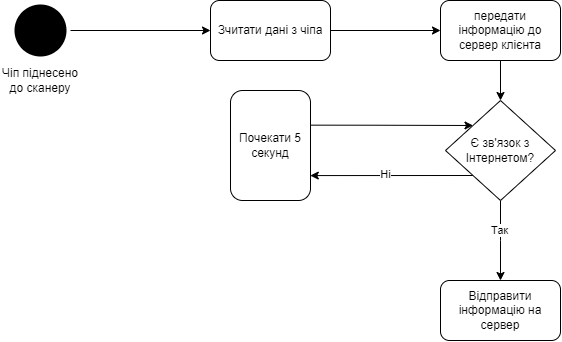 Чіп піднесено
до сканеру
Зчитати дані з чіпа
передати
інформацію до
сервер клієнта
Почекати 5
секунд
Є зв'язок з
Інтернетом?
Ні
Так
Відправити
інформацію на
сервер